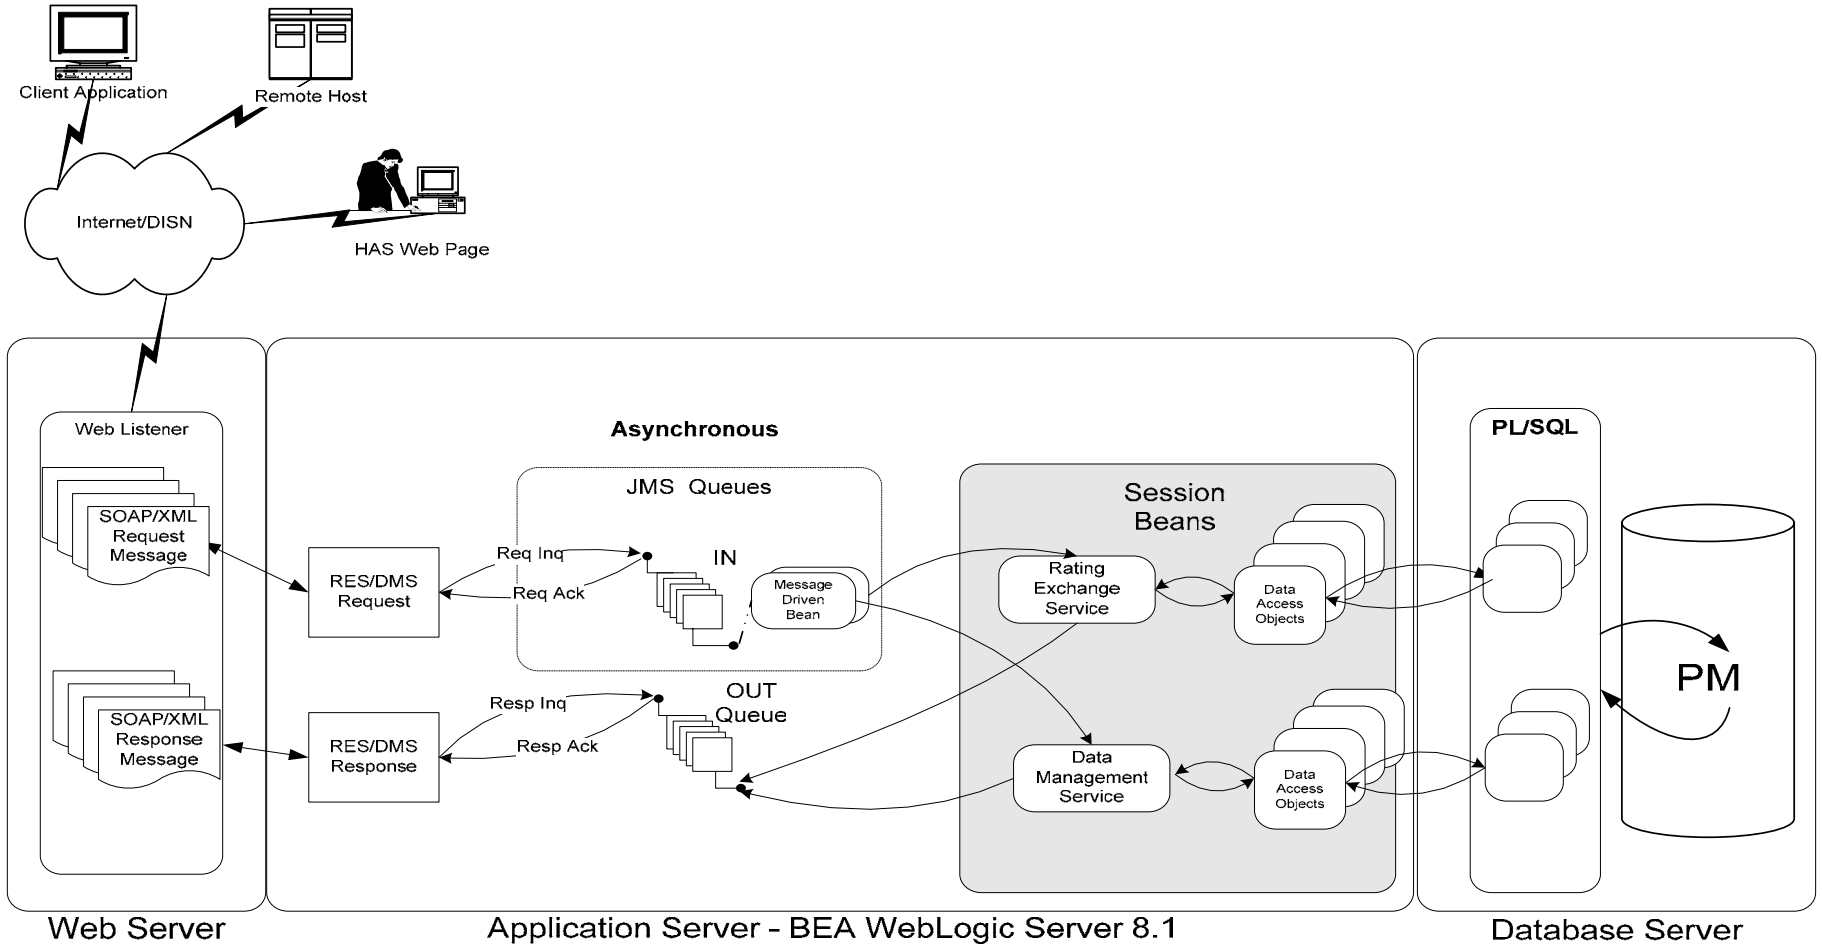 Client Application
Remote Host
Internet/DISN
HAS Web Page
Web Listener
SOAP/XML
Request
Message
SOAP/XML
Response
Message
Web Server
Asynchronous
JMS Queues
RES/DMS
Request
Req Inq
Req Ack
IN
Message
Driven
Bean
RES/DMS
Response
Resp Inq
Resp Ack
OUT
Queue
Session
Beans
Rating
Exchange
Service
Data
Access
Objects
Data
Management
Service
Data
Access
Objects
Application Server - BEA WebLogic Server 8.1
PL/SQL
PM
Database Server